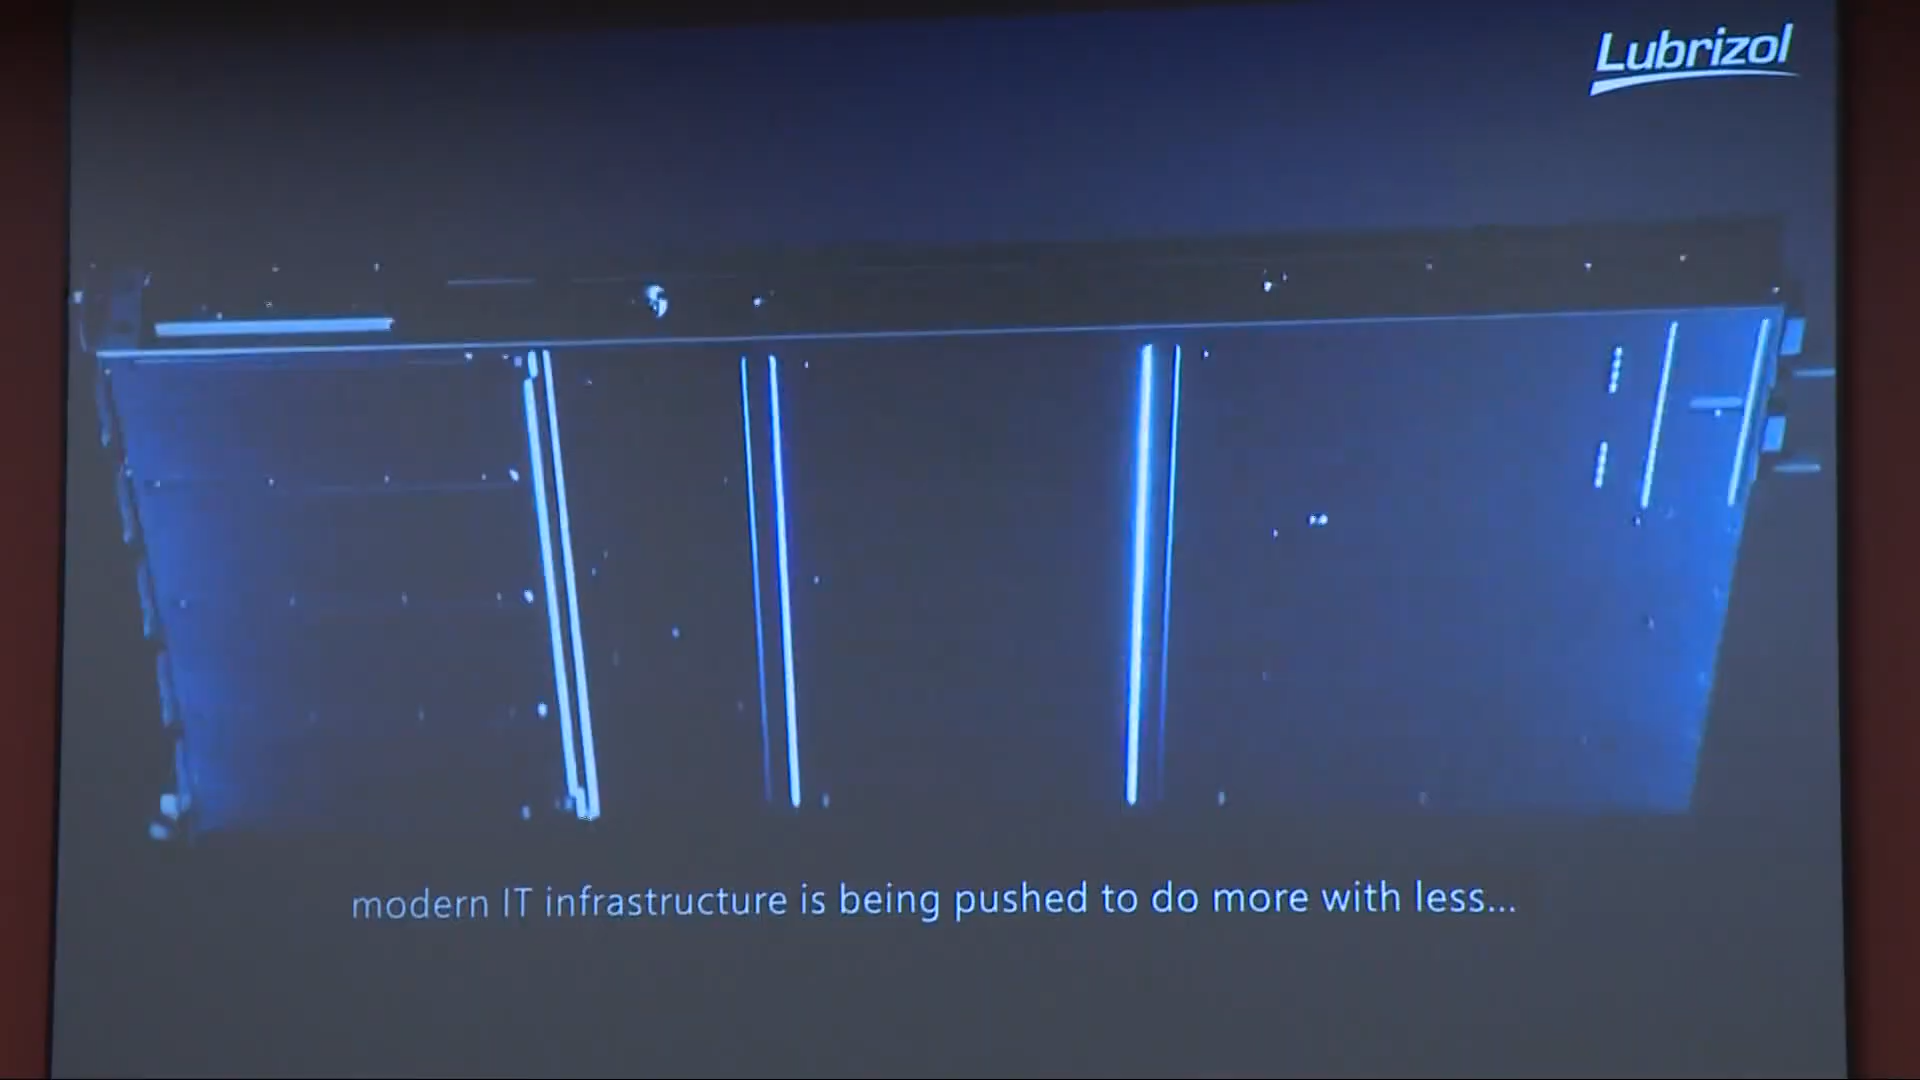 Lubrizol
modern IT infrastructure is being pushed to do more with less...